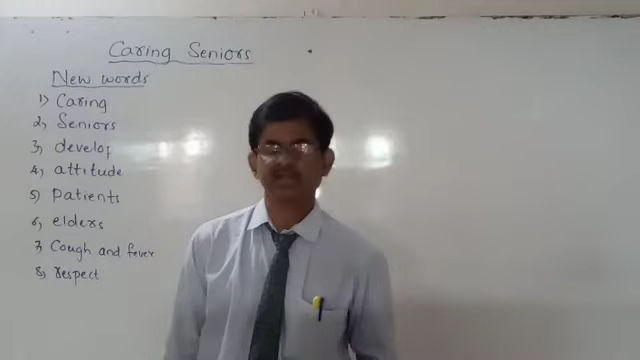 Caring Seniors
New words
1) Caring
2, Seniors
3, develop
4, attitude
5) Patients
6, elders
7, Cough and fever
8, respect